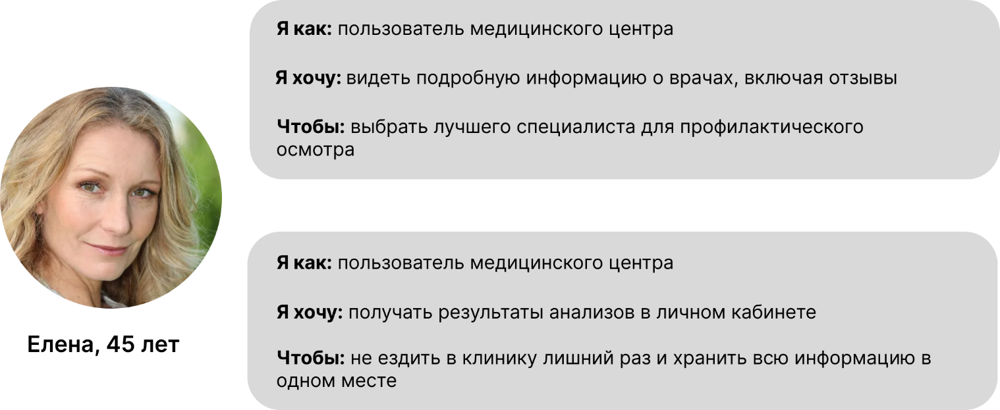 Я как: пользователь медицинского центра
Я хочу: видеть подробную информацию о врачах, включая отзывы
Чтобы: выбрать лучшего специалиста для профилактического
осмотра
Елена, 45 лет
Я как: пользователь медицинского центра
Я хочу: получать результаты анализов в личном кабинете
Чтобы: не ездить в клинику лишний раз и хранить всю информацию в
одном месте